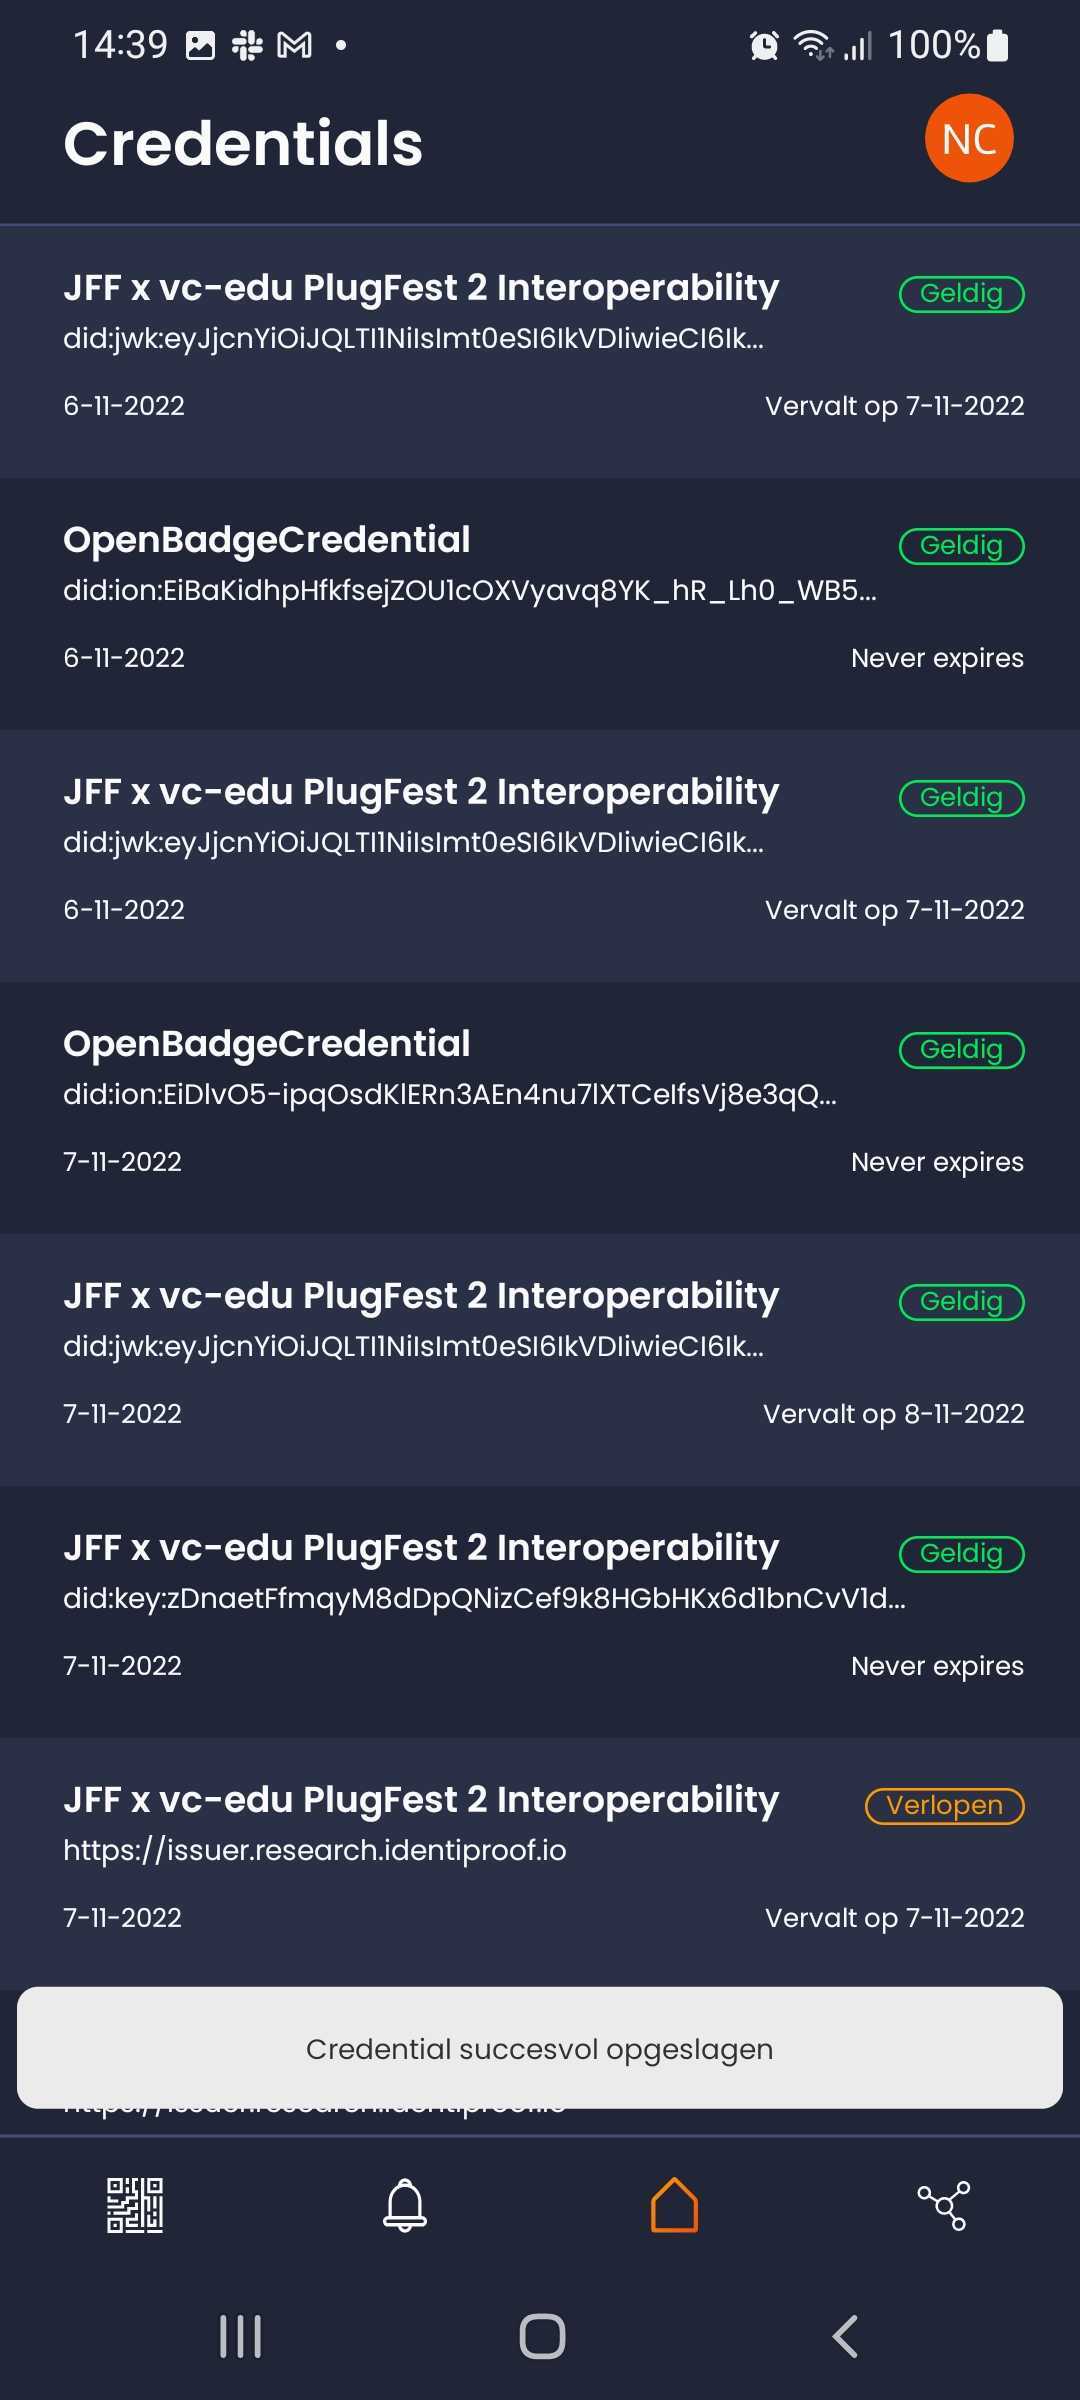 14:39 100%
Credentials NC
JFF x vc-edu PlugFest 2 Interoperability Geldig
did:jwk:eyJjcnYiOiJQLTI1NiIsImt0eSI6IkVDIiwieCI6Ik...
6-11-2022 Vervalt op 7-11-2022
OpenBadgeCredential Geldig
did:ion:EiBaKidhpHfkfsejZOU1cOXVyavq8YK_hR_Lh0_WB5...
6-11-2022 Never expires
JFF x vc-edu PlugFest 2 Interoperability Geldig
did:jwk:eyJjcnYiOiJQLTI1NiIsImt0eSI6IkVDIiwieCI6Ik...
6-11-2022 Vervalt op 7-11-2022
OpenBadgeCredential Geldig
did:ion:EiDlvO5-ipqOsdKlERn3AEn4nu7lXTCeIfsVj8e3qQ...
7-11-2022 Never expires
JFF x vc-edu PlugFest 2 Interoperability Geldig
did:jwk:eyJjcnYiOiJQLTI1NiIsImt0eSI6IkVDIiwieCI6Ik...
7-11-2022 Vervalt op 8-11-2022
JFF x vc-edu PlugFest 2 Interoperability Geldig
did:key:zDnaetFfmqyM8dDpQNizCef9k8HGbHKx6d1bnCvV1d...
7-11-2022 Never expires
JFF x vc-edu PlugFest 2 Interoperability Verlopen
https://issuer.research.identiproof.io
7-11-2022 Vervalt op 7-11-2022
Credential succesvol opgeslagen